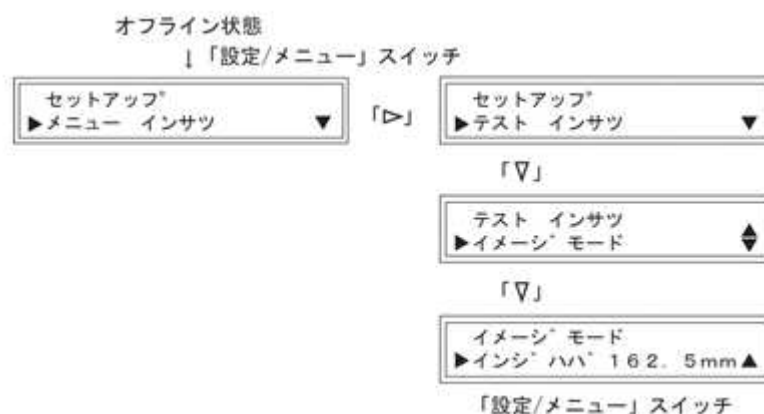 オフライン状態
↓「設定/メニュー」スイッチ
セットアップ
▶メニュー インサツ ▼
「▷」
セットアップ
▶テスト インサツ ▼
「▽」
テスト インサツ
▶イメージ モード
「▽」
イメージ モード
▶インジ ハバ 162.5mm▲
「設定/メニュー」スイッチ